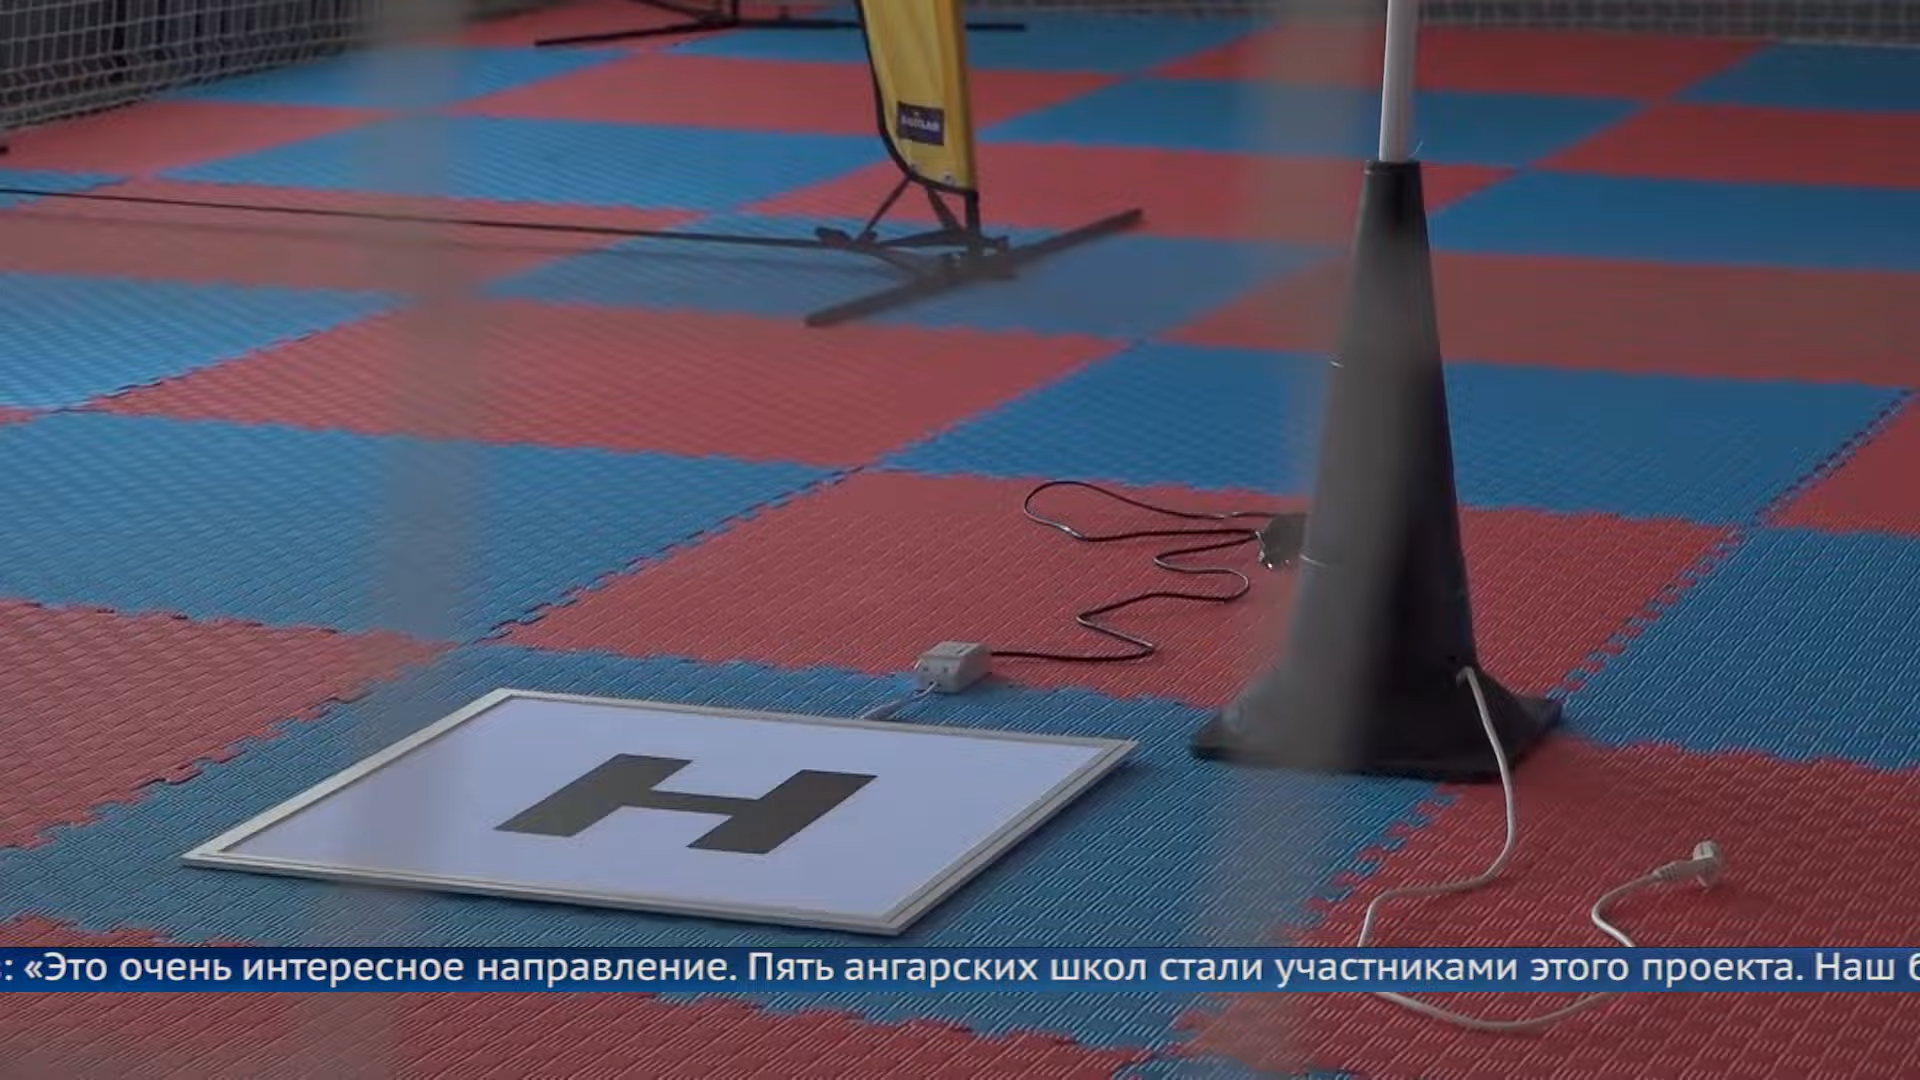 H
: «Это очень интересное направление. Пять ангарских школ стали участниками этого проекта. Наш